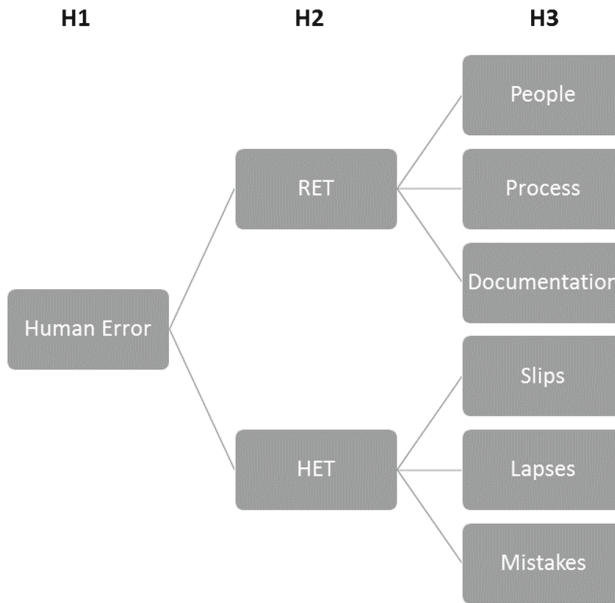 H1 H2 H3
People
RET Process
Documentation
Human Error
Slips
HET Lapses
Mistakes